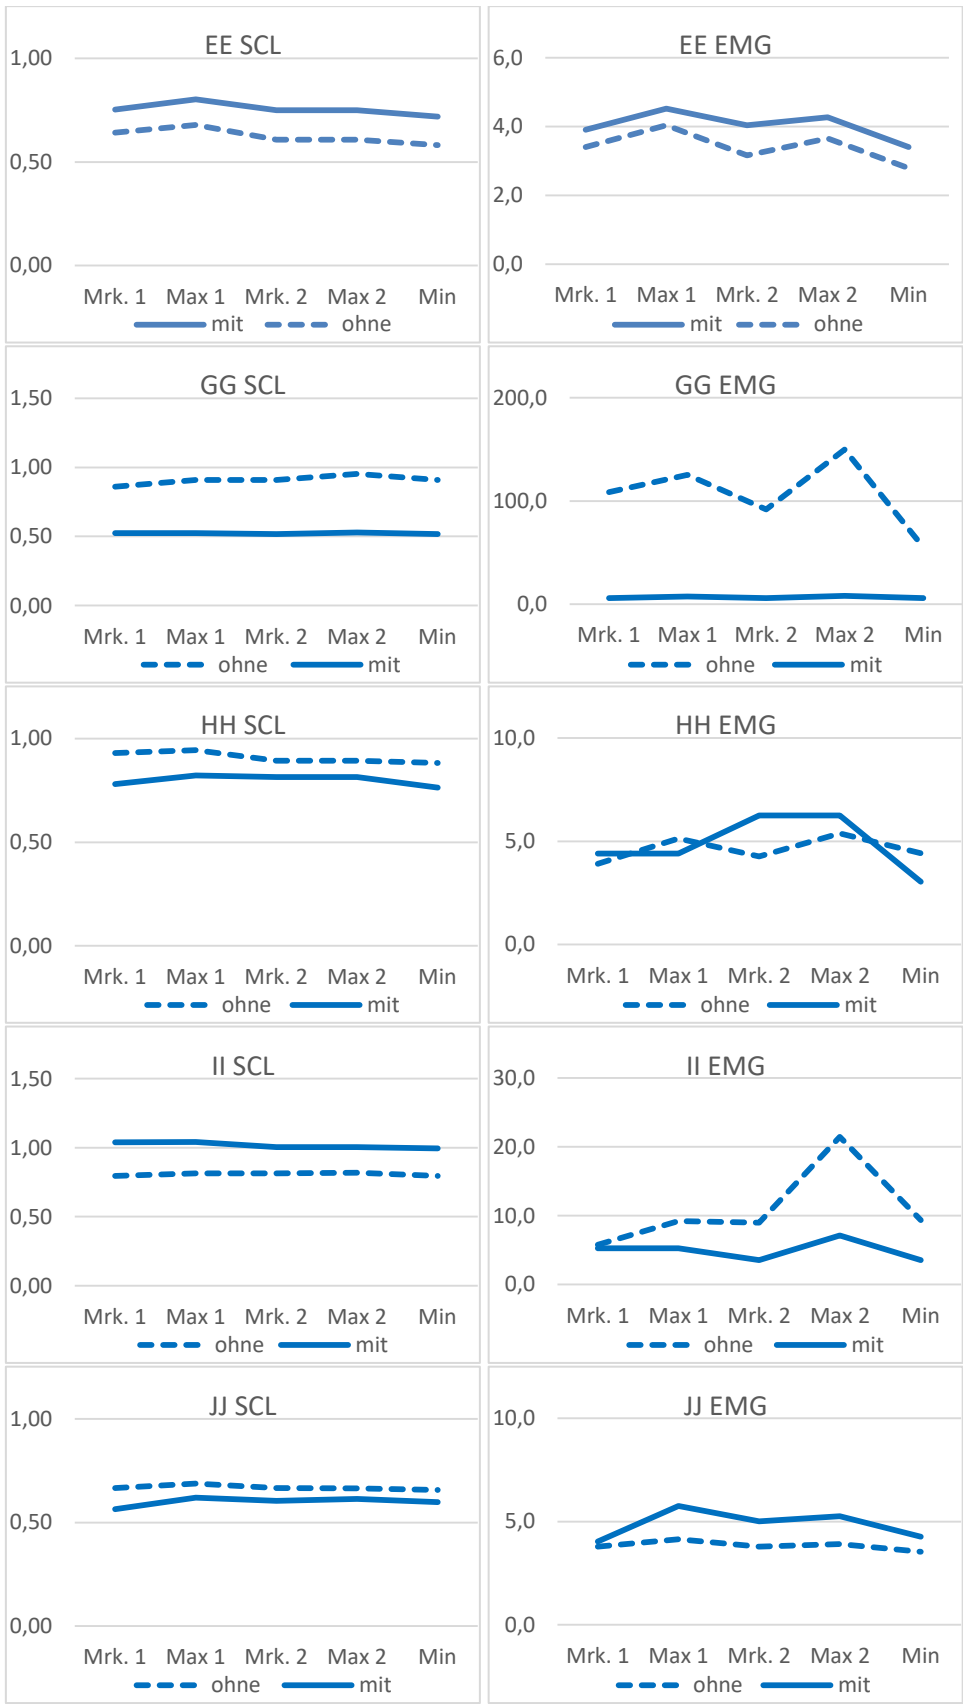 EE SCL
1,00
0,50
0,00
Mrk. 1 Max 1 Mrk. 2 Max 2 Min
mit ohne
EE EMG
6,0
4,0
2,0
0,0
Mrk. 1 Max 1 Mrk. 2 Max 2 Min
mit ohne
GG SCL
1,50
1,00
0,50
0,00
Mrk. 1 Max 1 Mrk. 2 Max 2 Min
ohne mit
GG EMG
200,0
100,0
0,0
Mrk. 1 Max 1 Mrk. 2 Max 2 Min
ohne mit
HH SCL
1,00
0,50
0,00
Mrk. 1 Max 1 Mrk. 2 Max 2 Min
ohne mit
HH EMG
10,0
5,0
0,0
Mrk. 1 Max 1 Mrk. 2 Max 2 Min
ohne mit
II SCL
1,50
1,00
0,50
0,00
Mrk. 1 Max 1 Mrk. 2 Max 2 Min
ohne mit
II EMG
30,0
20,0
10,0
0,0
Mrk. 1 Max 1 Mrk. 2 Max 2 Min
ohne mit
JJ SCL
1,00
0,50
0,00
Mrk. 1 Max 1 Mrk. 2 Max 2 Min
ohne mit
JJ EMG
10,0
5,0
0,0
Mrk. 1 Max 1 Mrk. 2 Max 2 Min
ohne mit